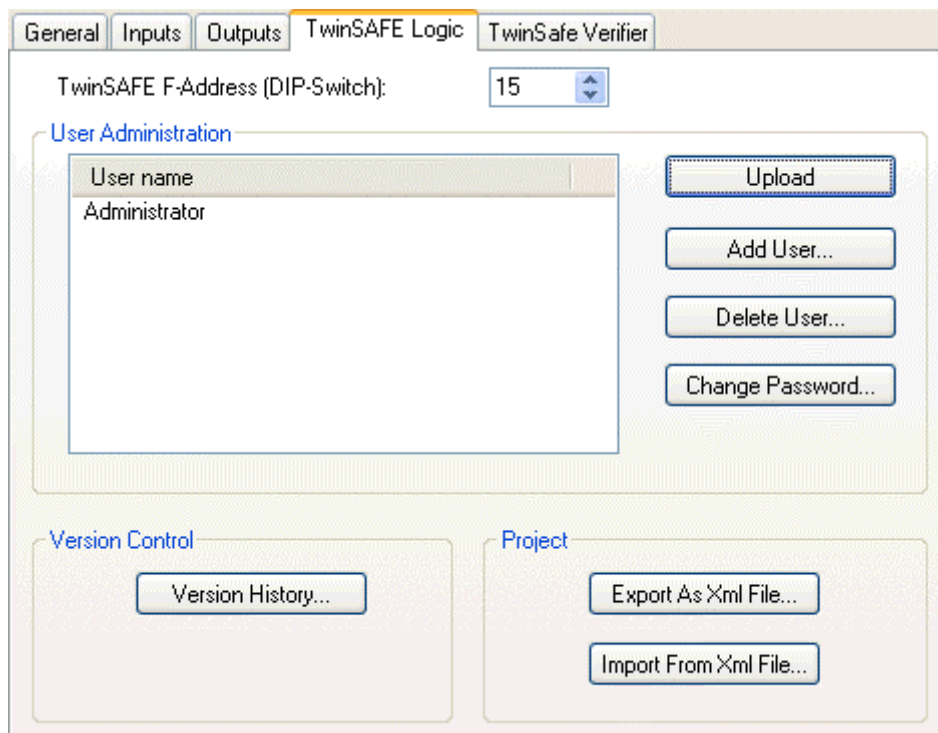 General Inputs Outputs TwinSAFE Logic TwinSafe Verifier
TwinSAFE F-Address (DIP-Switch): 15
User Administration
User name
Administrator
Upload
Add User...
Delete User...
Change Password...
Version Control
Version History...
Project
Export As Xml File...
Import From Xml File...